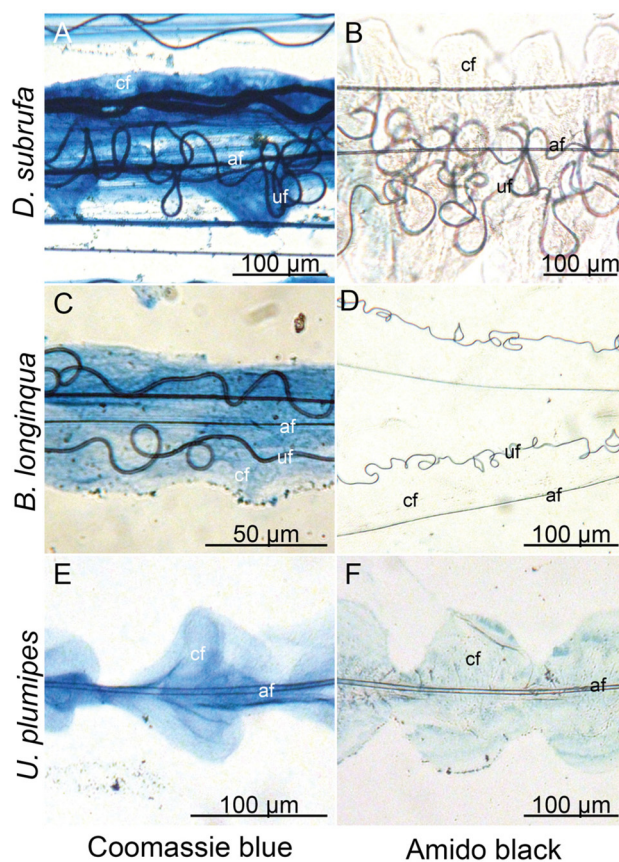 A
B
cf
cf
D. subrufa
af
af
uf
uf
100 µm
100 µm
C
D
B. longinqua
af
uf
uf
cf
cf
af
50 µm
100 µm
E
F
cf
cf
U. plumipes
af
af
100 µm
100 µm
Coomassie blue
Amido black